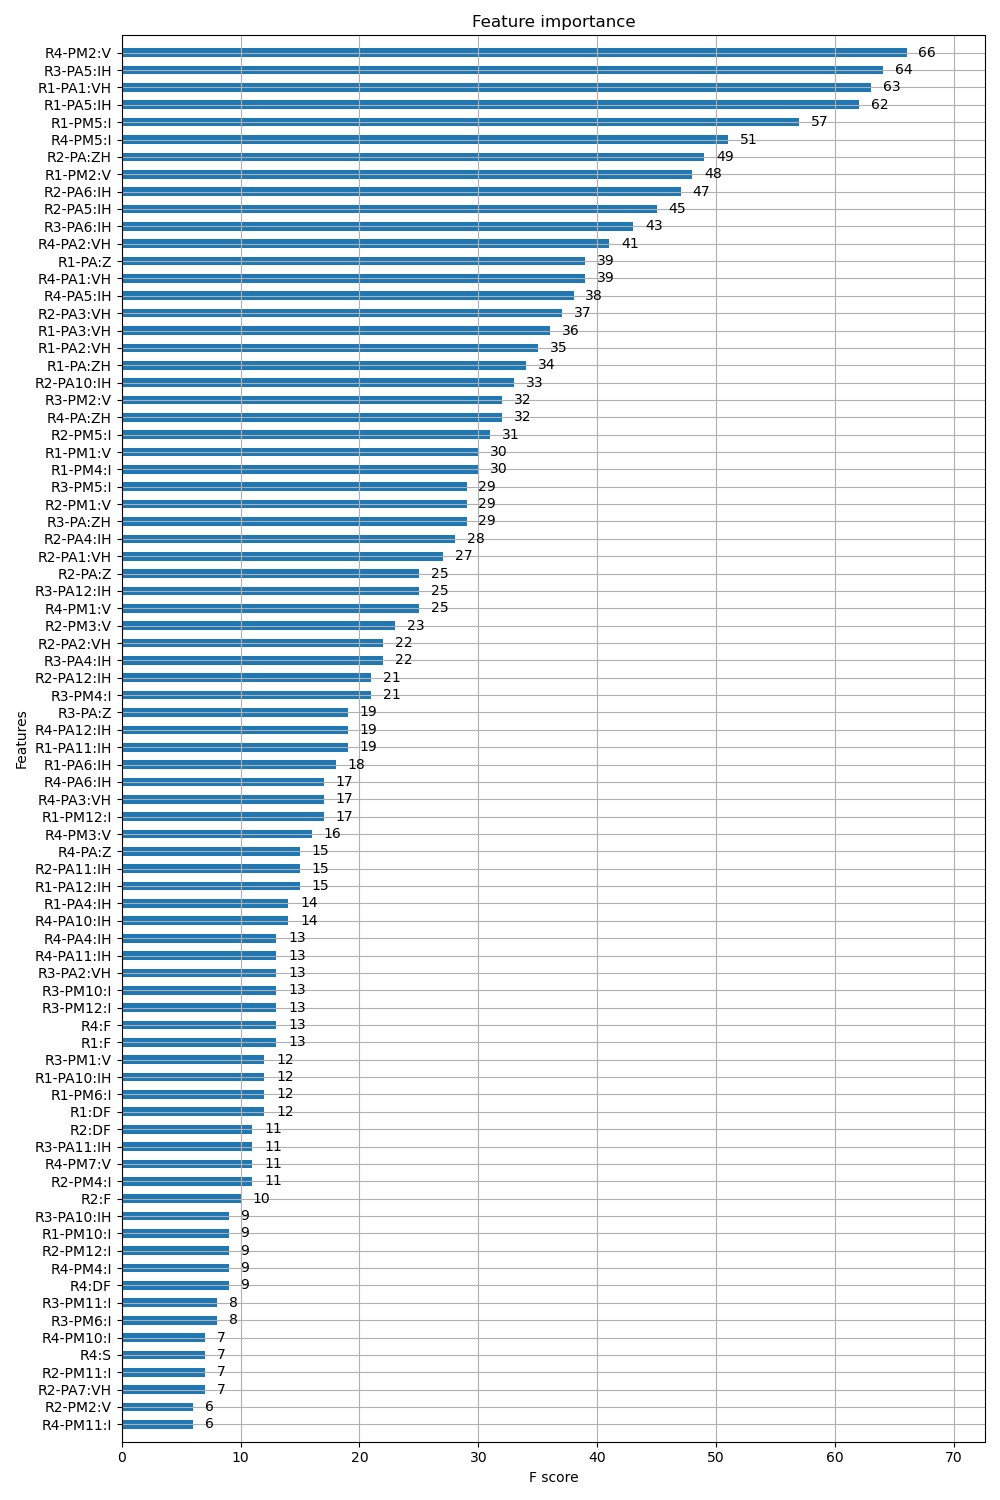 Feature importance
R4-PM2:V 66
R3-PA5:IH 64
R1-PA1:VH 63
R1-PA5:IH 62
R1-PM5:I 57
R4-PM5:I 51
R2-PA:ZH 49
R1-PM2:V 48
R2-PA6:IH 47
R2-PA5:IH 45
R3-PA6:IH 43
R4-PA2:VH 41
R1-PA:Z 39
R4-PA1:VH 39
R4-PA5:IH 38
R2-PA3:VH 37
R1-PA3:VH 36
R1-PA2:VH 35
R1-PA:ZH 34
R2-PA10:IH 33
R3-PM2:V 32
R4-PA:ZH 32
R2-PM5:I 31
R1-PM1:V 30
R1-PM4:I 30
R3-PM5:I 29
R2-PM1:V 29
R3-PA:ZH 29
R2-PA4:IH 28
R2-PA1:VH 27
R2-PA:Z 25
R3-PA12:IH 25
R4-PM1:V 25
R2-PM3:V 23
R2-PA2:VH 22
R3-PA4:IH 22
R2-PA12:IH 21
R3-PM4:I 21
R3-PA:Z 19
R4-PA12:IH 19
R1-PA11:IH 19
R1-PA6:IH 18
R4-PA6:IH 17
R4-PA3:VH 17
R1-PM12:I 17
R4-PM3:V 16
R4-PA:Z 15
R2-PA11:IH 15
R1-PA12:IH 15
R1-PA4:IH 14
R4-PA10:IH 14
R4-PA4:IH 13
R4-PA11:IH 13
R3-PA2:VH 13
R3-PM10:I 13
R3-PM12:I 13
R4:F 13
R1:F 13
R3-PM1:V 12
R1-PA10:IH 12
R1-PM6:I 12
R1:DF 12
R2:DF 11
R3-PA11:IH 11
R4-PM7:V 11
R2-PM4:I 11
R2:F 10
R3-PA10:IH 9
R1-PM10:I 9
R2-PM12:I 9
R4-PM4:I 9
R4:DF 9
R3-PM11:I 8
R3-PM6:I 8
R4-PM10:I 7
R4:S 7
R2-PM11:I 7
R2-PA7:VH 7
R2-PM2:V 6
R4-PM11:I 6
Features
0 10 20 30 40 50 60 70
F score